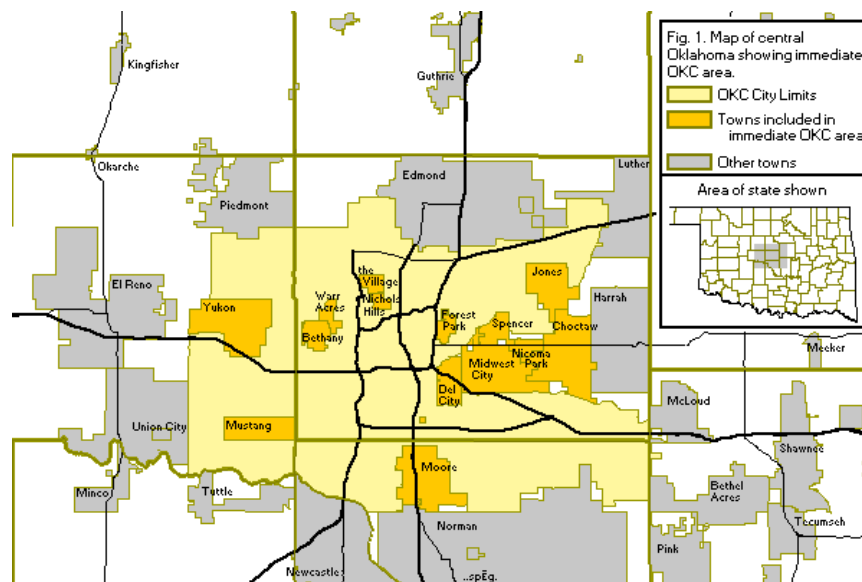 Kingfisher
Guthrie
Fig. 1. Map of central
Oklahoma showing immediate
OKC area.
OKC City Limits
Towns included in
immediate OKC area
Other towns
Area of state shown
Okarche
Piedmont
Edmond
Luther
El Reno
Yukon
the
Village
Nichols
Hills
Warr
Acres
Bethany
Jones
Harrah
Forest
Park
Spencer
Choctaw
Nicoma
Park
Midwest
City
Del
City
Meeker
McLoud
Union City
Mustang
Moore
Shawnee
Minco
Tuttle
Bethel
Acres
Norman
Tecumseh
Pink
Newcastle
..spEg.